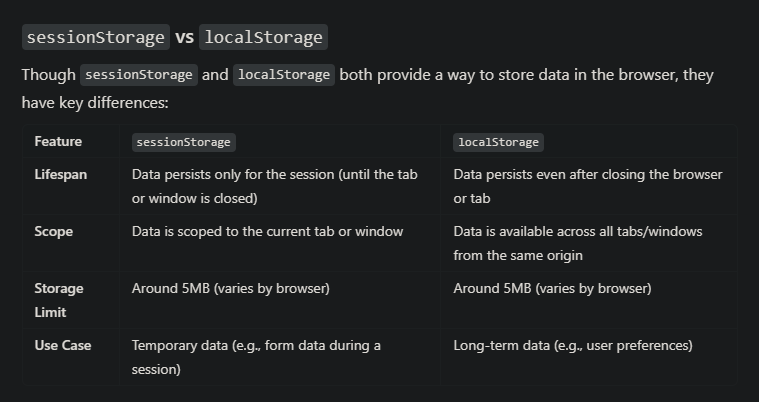 sessionStorage vs localStorage
Though sessionStorage and localStorage both provide a way to store data in the browser, they
have key differences:
Feature sessionStorage localStorage
Lifespan Data persists only for the session (until the tab Data persists even after closing the browser
or window is closed) or tab
Scope Data is scoped to the current tab or window Data is available across all tabs/windows
from the same origin
Storage Around 5MB (varies by browser) Around 5MB (varies by browser)
Limit
Use Case Temporary data (e.g., form data during a Long-term data (e.g., user preferences)
session)